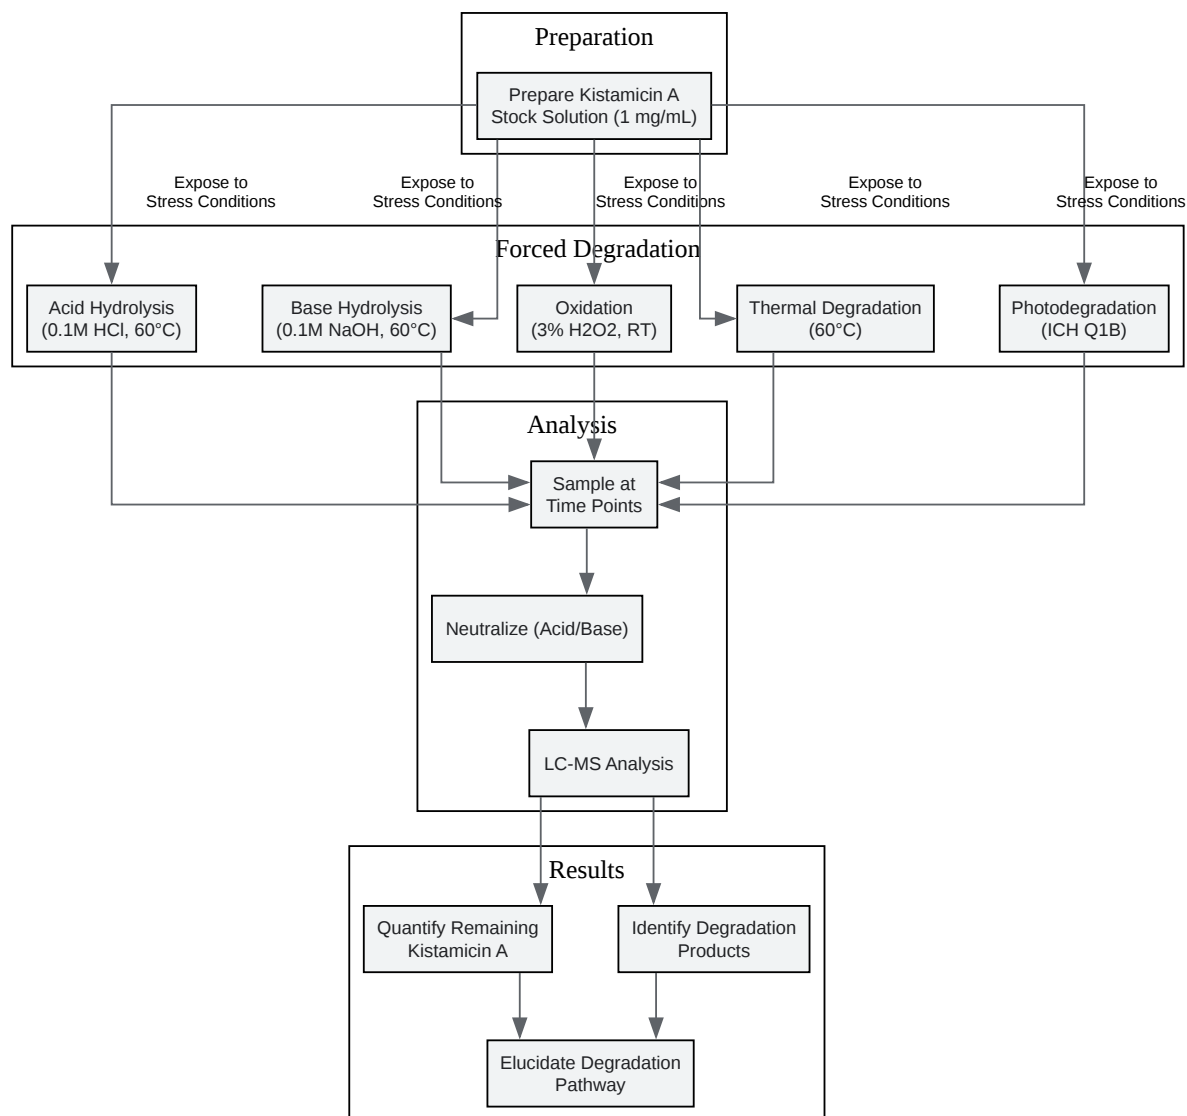 Preparation
Prepare Kistamicin A
Stock Solution (1 mg/mL)
Expose to
Stress Conditions
Expose to
Stress Conditions
Expose to
Stress Conditions
Expose to
Stress Conditions
Expose to
Stress Conditions
Forced Degradation
Acid Hydrolysis
(0.1M HCl, 60°C)
Base Hydrolysis
(0.1M NaOH, 60°C)
Oxidation
(3% H2O2, RT)
Thermal Degradation
(60°C)
Photodegradation
(ICH Q1B)
Analysis
Sample at
Time Points
Neutralize (Acid/Base)
LC-MS Analysis
Results
Quantify Remaining
Kistamicin A
Identify Degradation
Products
Elucidate Degradation
Pathway